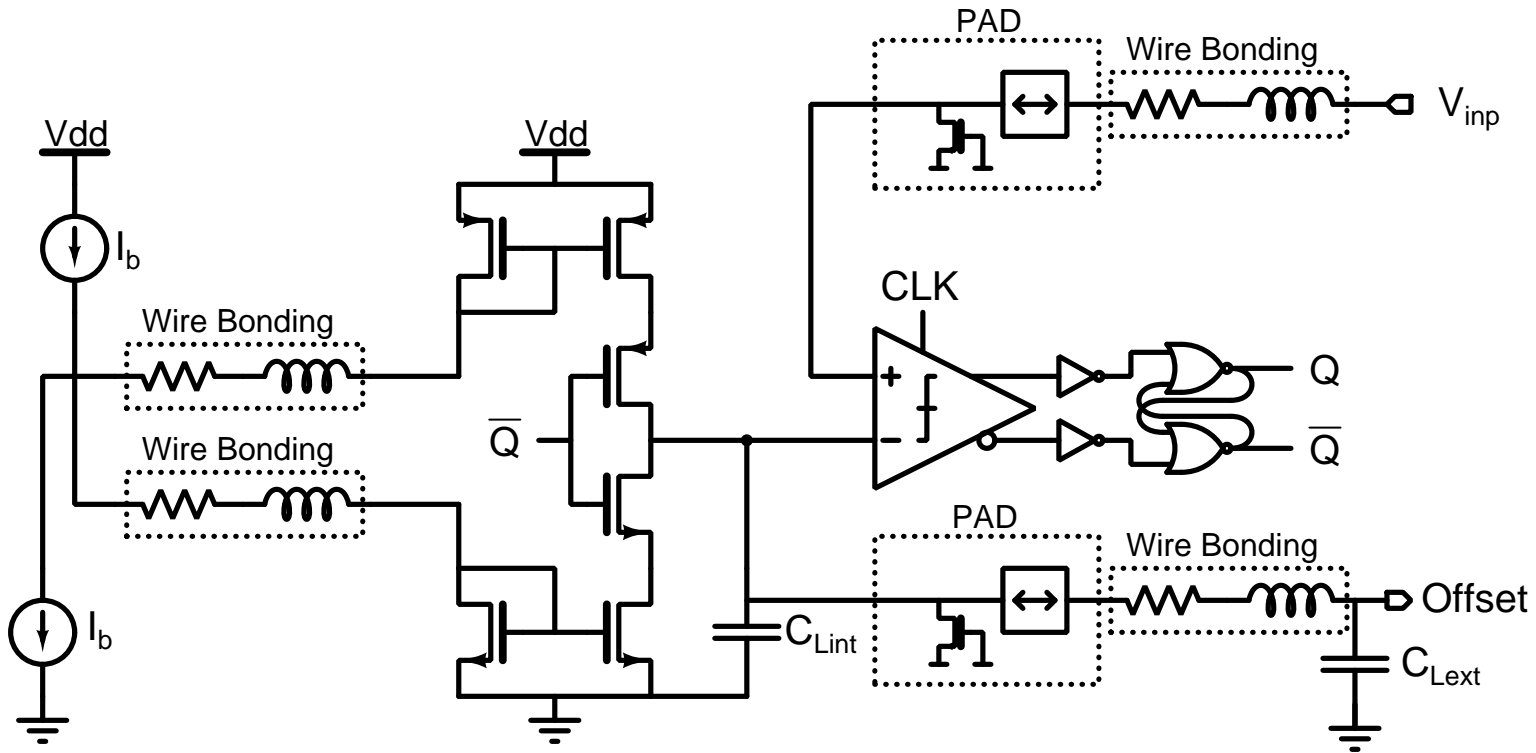 PAD
Wire Bonding
V_inp
Vdd
Vdd
I_b
CLK
Wire Bonding
+
Q
Q̅
−
Wire Bonding
Q̅
PAD
Wire Bonding
Offset
I_b
C_Lint
C_Lext